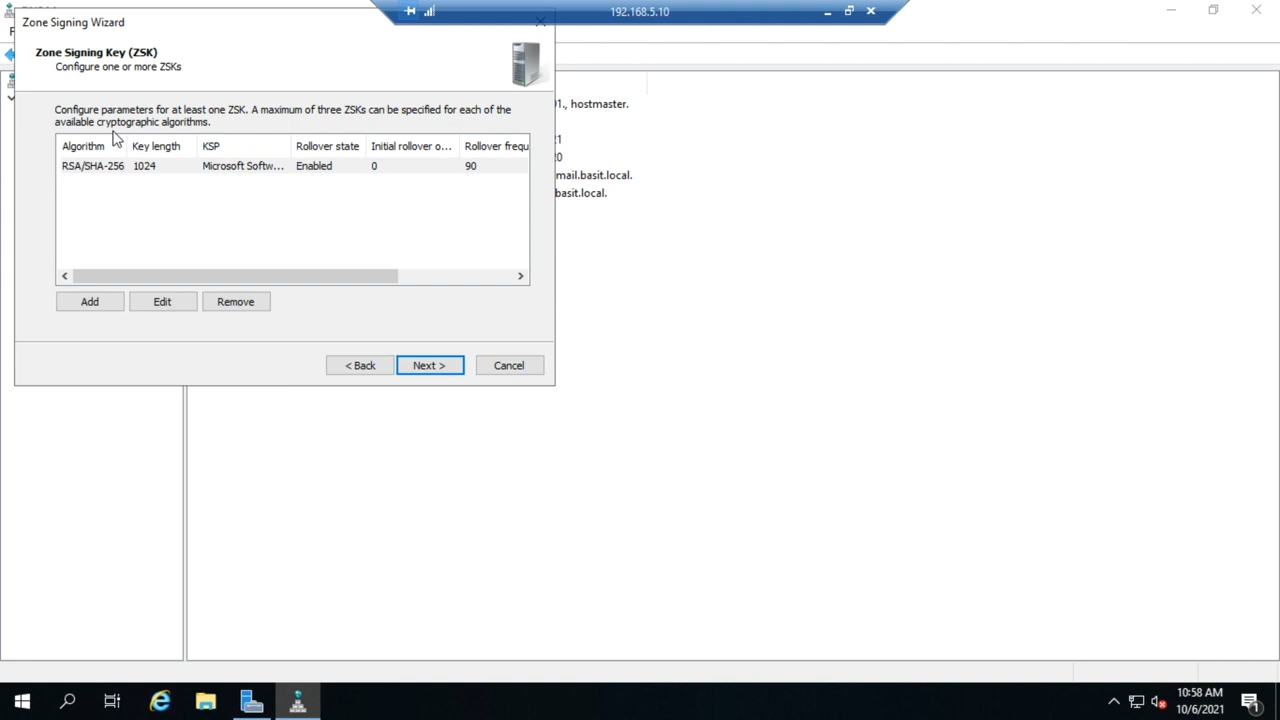 Zone Signing Wizard
192.168.5.10
Zone Signing Key (ZSK)
Configure one or more ZSKs
Configure parameters for at least one ZSK. A maximum of three ZSKs can be specified for each of the
available cryptographic algorithms.
Algorithm Key length KSP Rollover state Initial rollover o... Rollover frequ
RSA/SHA-256 1024 Microsoft Softw... Enabled 0 90
Add Edit Remove
< Back Next > Cancel
hostmaster.
mail.basit.local.
basit.local.
10:58 AM
10/6/2021
1